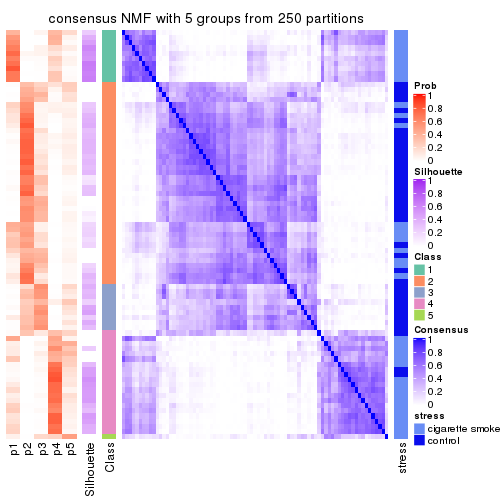 consensus NMF with 5 groups from 250 partitions
Prob
1
0.8
0.6
0.4
0.2
0
Silhouette
1
0.8
0.6
0.4
0.2
0
Class
1
2
3
4
5
Consensus
1
0.8
0.6
0.4
0.2
0
stress
cigarette smoke
control
p1
p2
p3
p4
p5
Silhouette
Class
stress